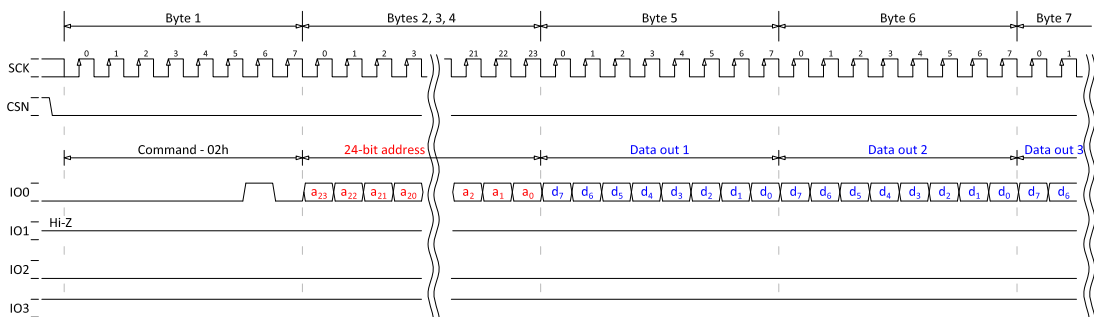 Byte 1 Bytes 2, 3, 4 Byte 5 Byte 6 Byte 7
0 1 2 3 4 5 6 7 0 1 2 3 21 22 23 0 1 2 3 4 5 6 7 0 1 2 3 4 5 6 7 0 1
SCK
CSN
Command - 02h 24-bit address Data out 1 Data out 2 Data out 3
IO0 a23 a22 a21 a20 a2 a1 a0 d7 d6 d5 d4 d3 d2 d1 d0 d7 d6 d5 d4 d3 d2 d1 d0 d7 d6
Hi-Z
IO1
IO2
IO3